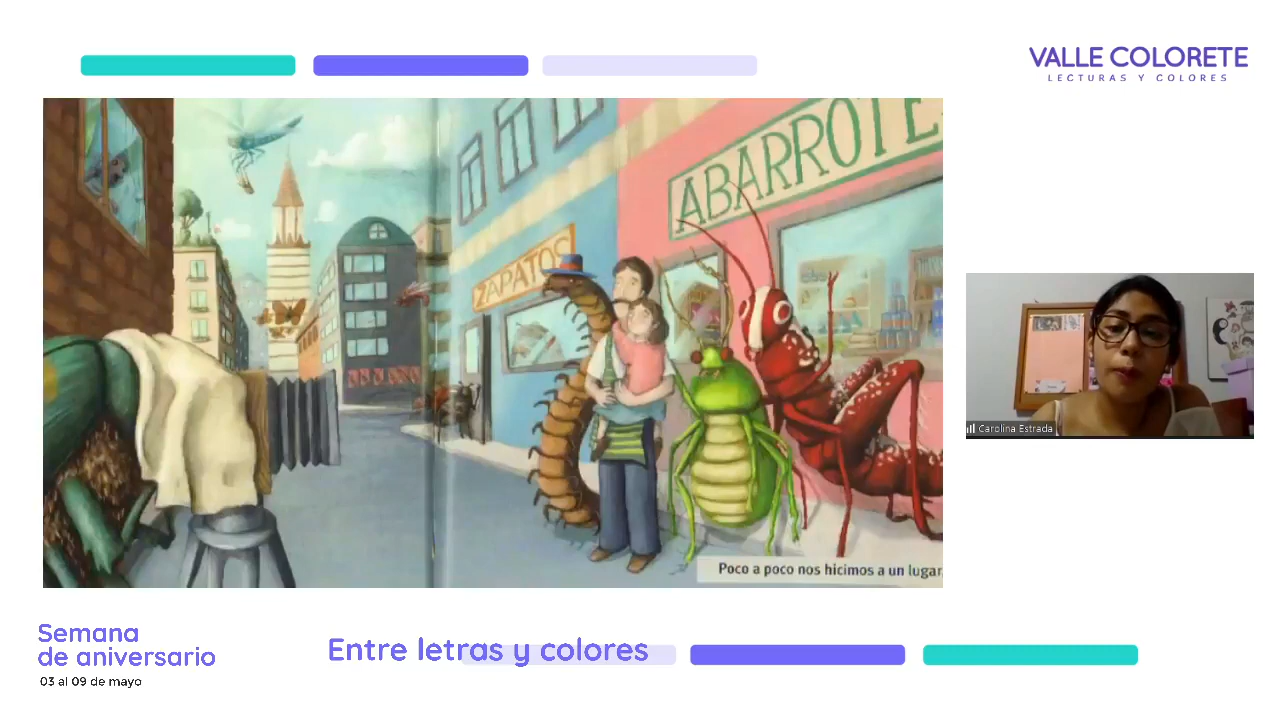 VALLE COLORETE
LECTURAS Y COLORES
ABARROTE
ZAPATOS
Carolina Estrada
Poco a poco nos hicimos a un lugar
Semana
de aniversario
Entre letras y colores
03 al 09 de mayo